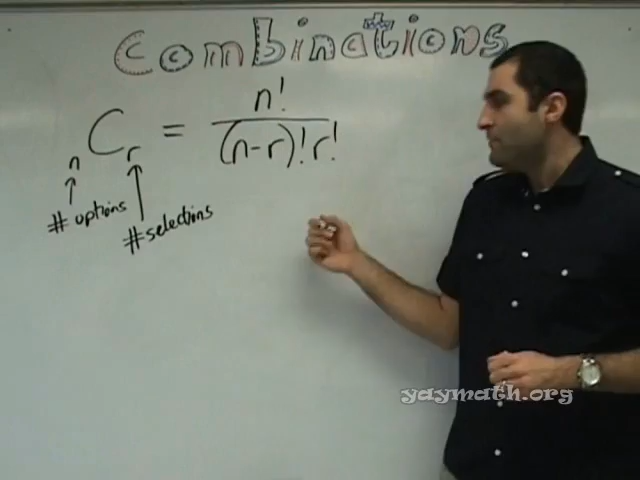 Combinations
nCr = n! / (n-r)! r!
# options
# selections
yaymath.org